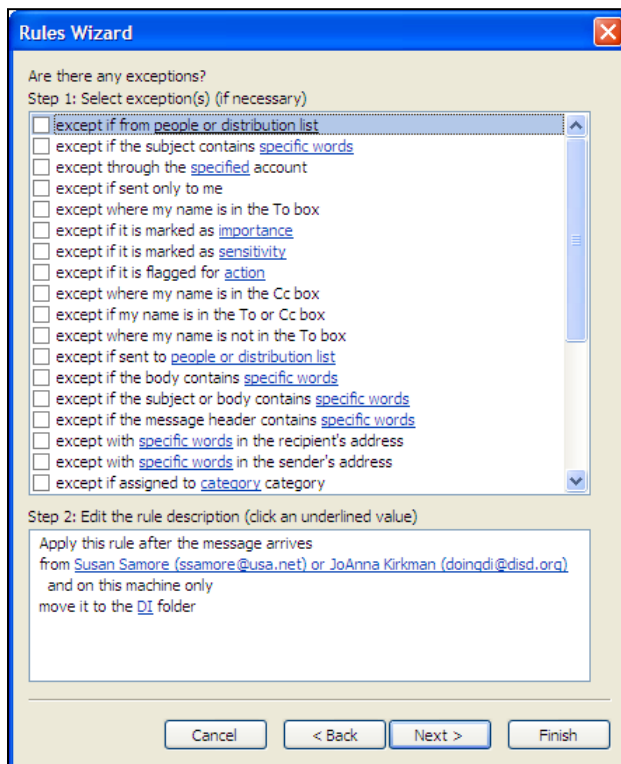 Rules Wizard
Are there any exceptions?
Step 1: Select exception(s) (if necessary)
except if from people or distribution list
except if the subject contains specific words
except through the specified account
except if sent only to me
except where my name is in the To box
except if it is marked as importance
except if it is marked as sensitivity
except if it is flagged for action
except where my name is in the Cc box
except if my name is in the To or Cc box
except where my name is not in the To box
except if sent to people or distribution list
except if the body contains specific words
except if the subject or body contains specific words
except if the message header contains specific words
except with specific words in the recipient's address
except with specific words in the sender's address
except if assigned to category category
Step 2: Edit the rule description (click an underlined value)
Apply this rule after the message arrives
from Susan Samore (ssamore@usa.net) or JoAnna Kirkman (doingdi@disd.org)
and on this machine only
move it to the DI folder
Cancel < Back Next > Finish